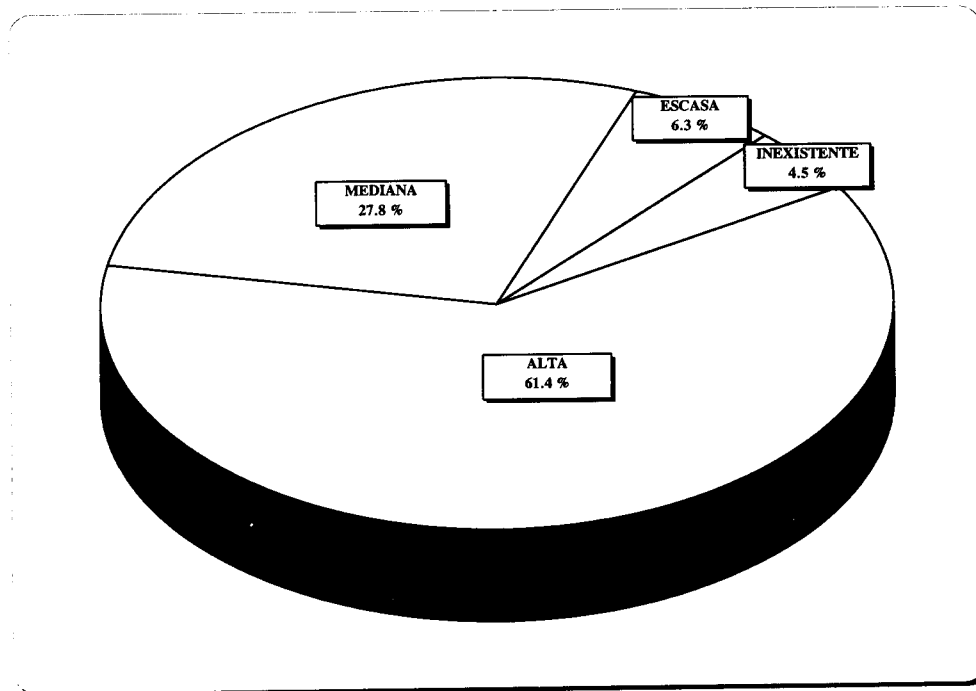 ESCASA
6.3 %
INEXISTENTE
4.5 %
MEDIANA
27.8 %
ALTA
61.4 %